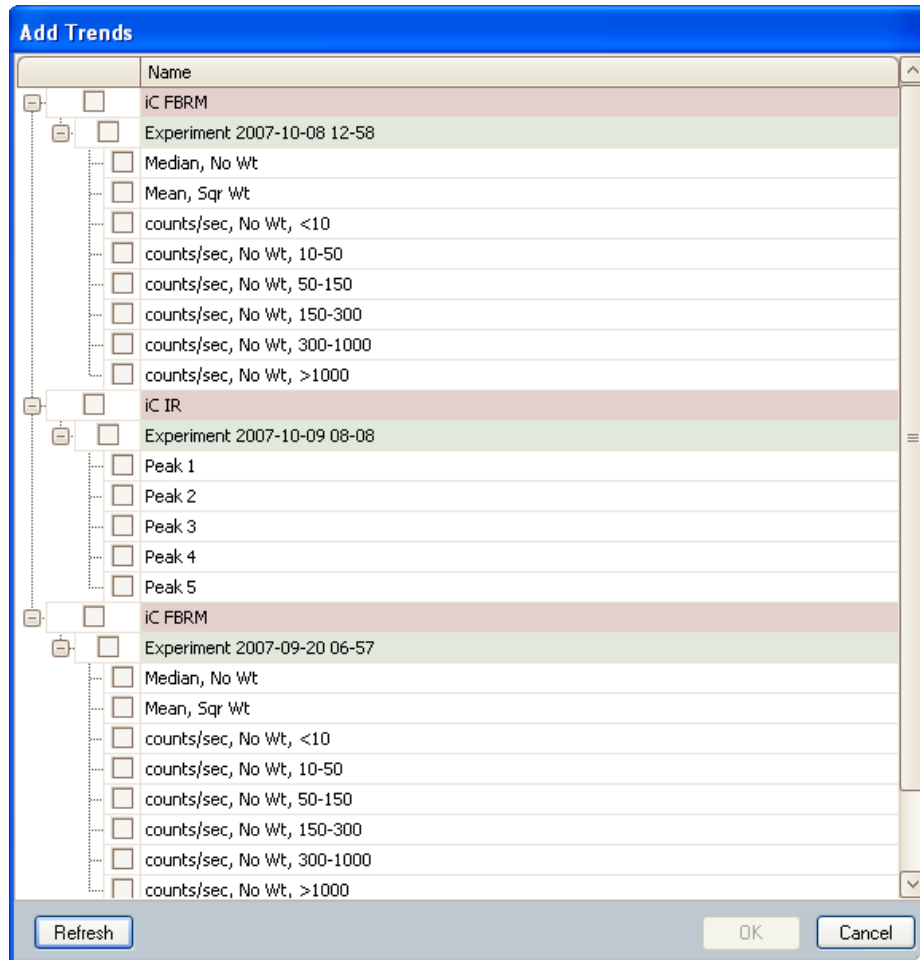 Add Trends
Name
iC FBRM
Experiment 2007-10-08 12-58
Median, No Wt
Mean, Sqr Wt
counts/sec, No Wt, <10
counts/sec, No Wt, 10-50
counts/sec, No Wt, 50-150
counts/sec, No Wt, 150-300
counts/sec, No Wt, 300-1000
counts/sec, No Wt, >1000
iC IR
Experiment 2007-10-09 08-08
Peak 1
Peak 2
Peak 3
Peak 4
Peak 5
iC FBRM
Experiment 2007-09-20 06-57
Median, No Wt
Mean, Sqr Wt
counts/sec, No Wt, <10
counts/sec, No Wt, 10-50
counts/sec, No Wt, 50-150
counts/sec, No Wt, 150-300
counts/sec, No Wt, 300-1000
counts/sec, No Wt, >1000
Refresh OK Cancel